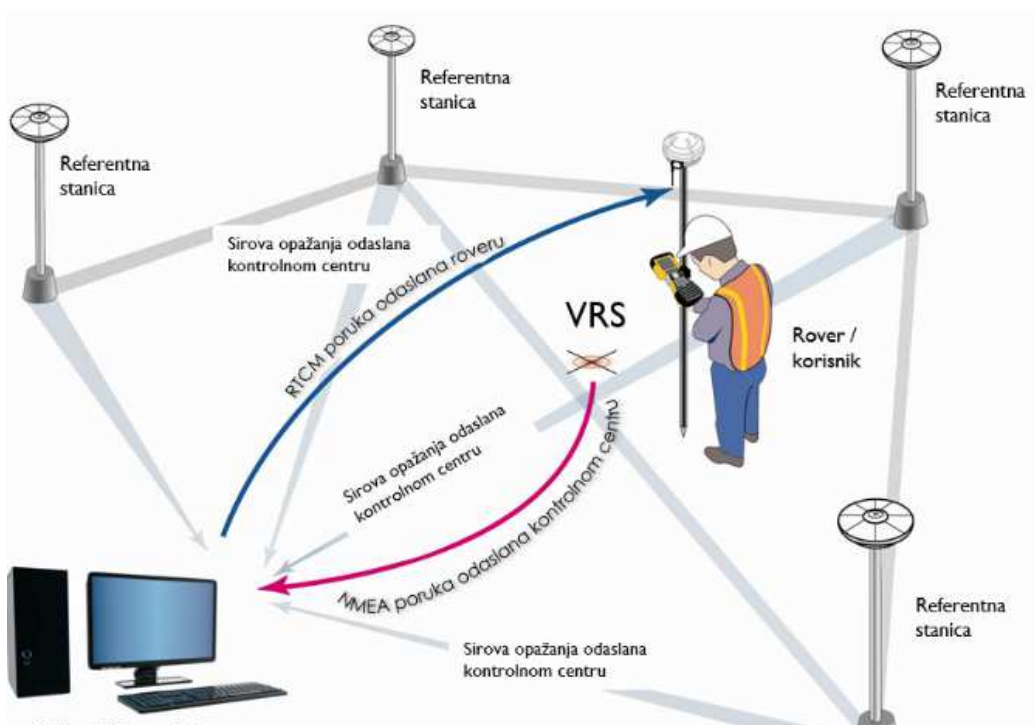 Referentna
stanica
Referentna
stanica
Referentna
stanica
Sirova opažanja odaslana
kontrolnom centru
RTCM poruka odaslana roveru
VRS
Rover /
korisnik
Sirova opažanja odaslana
kontrolnom centru
NMEA poruka odaslana kontrolnom centru
Referentna
stanica
Sirova opažanja odaslana
kontrolnom centru